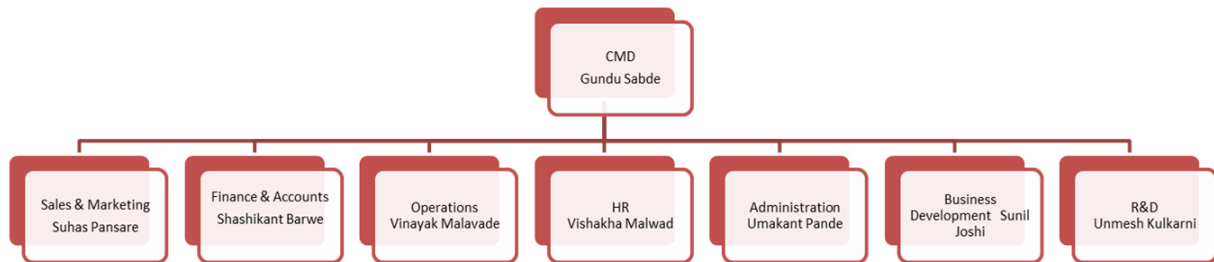 CMD
Gundu Sabde
Sales & Marketing
Suhas Pansare
Finance & Accounts
Shashikant Barwe
Operations
Vinayak Malavade
HR
Vishakha Malwad
Administration
Umakant Pande
Business
Development Sunil
Joshi
R&D
Unmesh Kulkarni